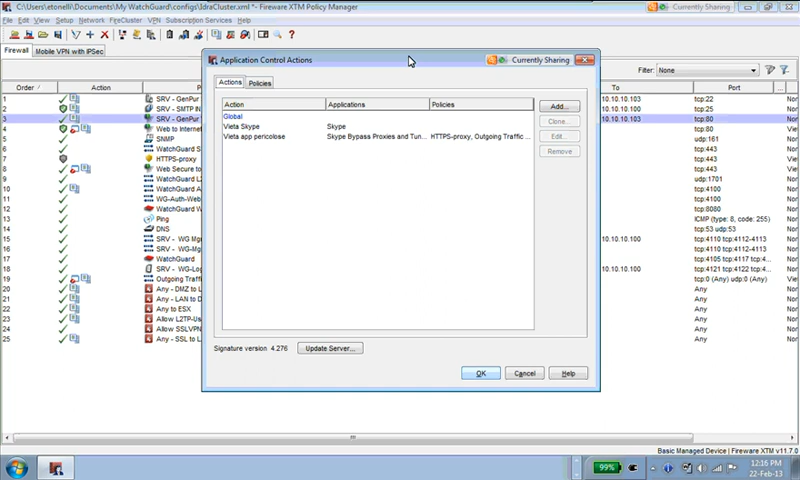 C:\Users\etonelli\Documents\My WatchGuard\configs\IdraCluster.xml *- Fireware XTM Policy Manager
Currently Sharing
File Edit View Setup Network FireCluster VPN Subscription Services Help
Firewall
Mobile VPN with IPSec
Filter: None
Order / Action To Port ...
1 SRV - GenPur 10.10.10.103 tcp:22
2 SRV - SMTP IN 10.10.10.100 tcp:25
3 SRV - GenPur 10.10.10.103 tcp:80
4 Web to Internet tcp:80
5 SNMP udp:161
6 WatchGuard S tcp:443
7 HTTPS-proxy tcp:443
8 Web Secure to tcp:443
9 WatchGuard L2 udp:1701
10 WatchGuard A tcp:4100
11 WG-Auth-Web tcp:4100
12 WatchGuard W tcp:8080
13 Ping ICMP (type: 8, code: 255)
14 DNS tcp:53 udp:53
15 SRV - WG-Mg 10.10.10.100 tcp:4110 tcp:4112-4113
16 SRV - WG-Mg tcp:4110 tcp:4112-4113
17 WatchGuard tcp:4105 tcp:4117 tcp:4118
18 SRV - WG-Log 10.10.10.100 tcp:4121 tcp:4122 tcp:4
19 Outgoing Traffi tcp:0 (Any) udp:0 (Any)
20 Any - DMZ to L Any
21 Any - LAN to D Any
22 Any to ESX Any
23 Allow L2TP-Us Any
24 Allow SSLVPN Any
25 Any - SSL to L Any
Application Control Actions
Currently Sharing
Actions Policies
Action Applications Policies
Global
Vieta Skype Skype
Vieta app pericolose Skype Bypass Proxies and Tun... HTTPS-proxy, Outgoing Traffic ...
Add...
Clone...
Edit...
Remove
Signature version 4.276 Update Server...
OK Cancel Help
Basic Managed Device | Fireware XTM v11.7.0
99%
12:16 PM
22-Feb-13